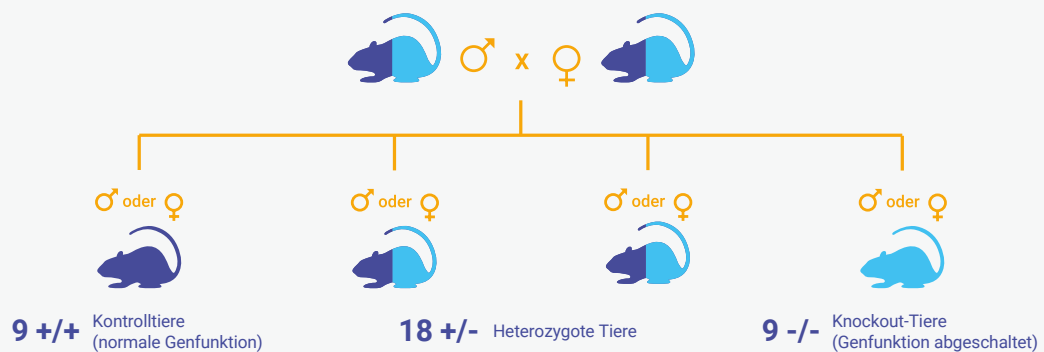 x
oder
oder
oder
oder
9 +/+ Kontrolltiere
(normale Genfunktion)
18 +/- Heterozygote Tiere
9 -/- Knockout-Tiere
(Genfunktion abgeschaltet)